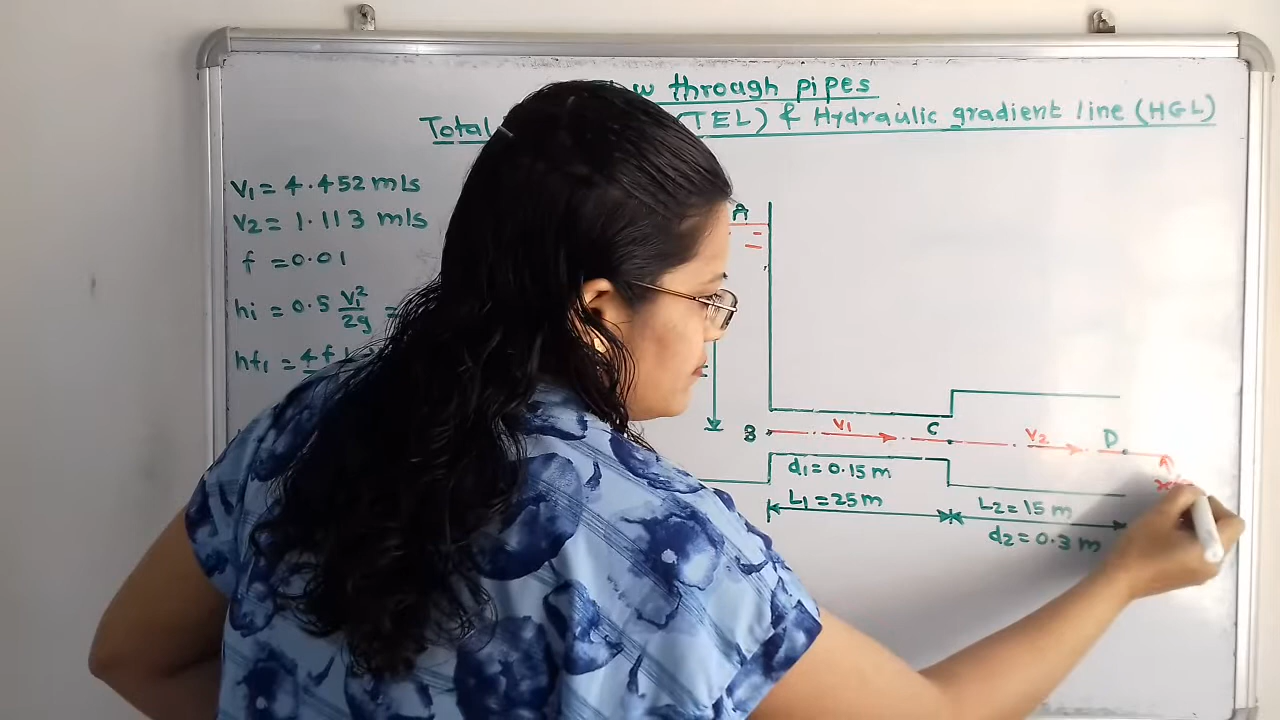 through pipes
Total (TEL) & Hydraulic gradient line (HGL)
V1 = 4.452 m/s
V2 = 1.113 m/s
f = 0.01
hi = 0.5 V1²/2g =
hf1 = 4f
A
B
V1
C
V2
D
d1 = 0.15 m
L1 = 25 m
L2 = 15 m
d2 = 0.3 m